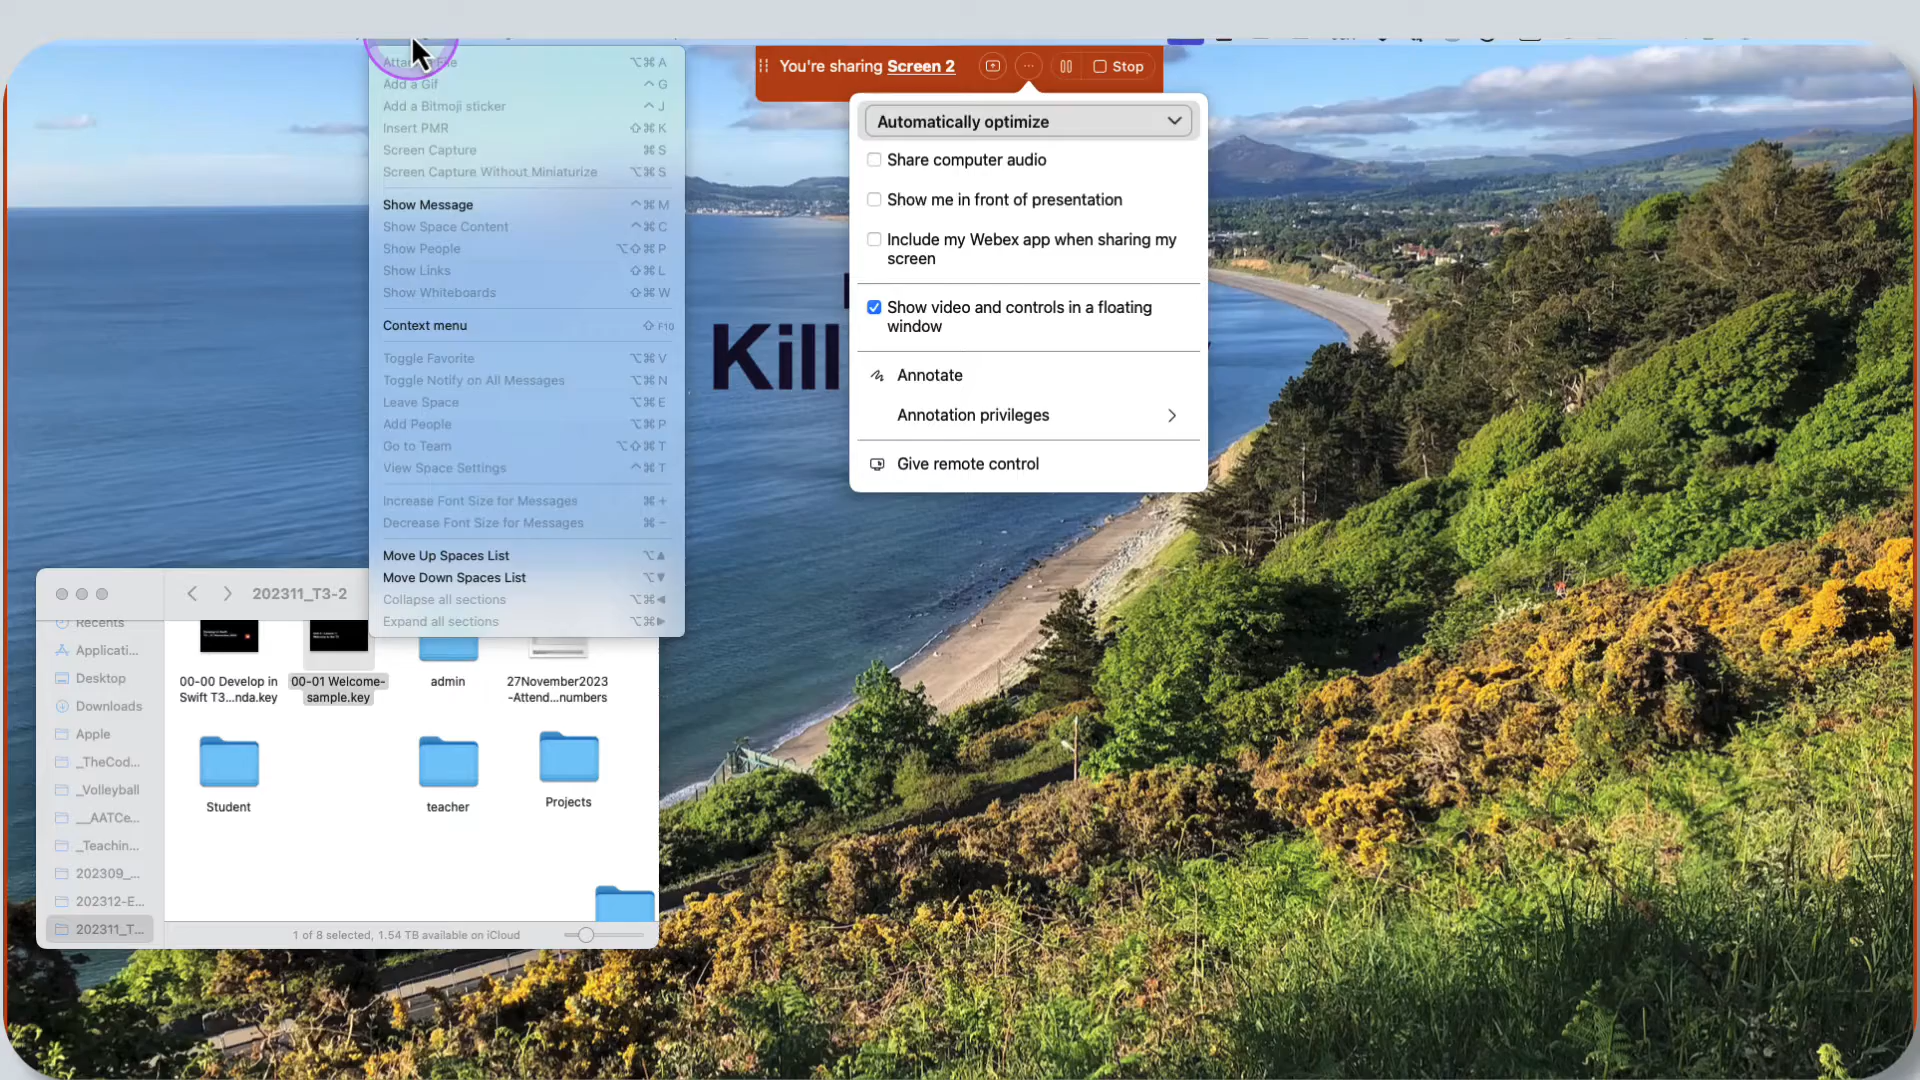 Add a Gif ^ G
Add a Bitmoji sticker ^ J
Insert PMR ⇧⌘ K
Screen Capture ⌘ S
Screen Capture Without Miniaturize ⌥⌘ S
Show Message ^⌘ M
Show Space Content ^⌘ C
Show People ⌥⇧⌘ P
Show Links ⇧⌘ L
Show Whiteboards ⇧⌘ W
Context menu ⇧ F10
Toggle Favorite ⌥⌘ V
Toggle Notify on All Messages ⌥⌘ N
Leave Space ⌥⌘ E
Add People ⌥⌘ P
Go to Team ⌥⇧⌘ T
View Space Settings ^⌘ T
Increase Font Size for Messages ⌘ +
Decrease Font Size for Messages ⌘ −
Move Up Spaces List ⌥▲
Move Down Spaces List ⌥▼
Collapse all sections ⌥⌘◀
Expand all sections ⌥⌘▶
You're sharing Screen 2
Stop
Automatically optimize
Share computer audio
Show me in front of presentation
Include my Webex app when sharing my
screen
Show video and controls in a floating
window
Annotate
Annotation privileges
Give remote control
Kill
202311_T3-2
Recents
Applicati...
Desktop
Downloads
Apple
_TheCod...
_Volleyball
__AATCe...
_Teachin...
202309_...
202312-E...
202311_T...
00-00 Develop in
Swift T3...nda.key
00-01 Welcome-
sample.key
admin
27November2023
-Attend...numbers
Student
teacher
Projects
1 of 8 selected, 1.54 TB available on iCloud